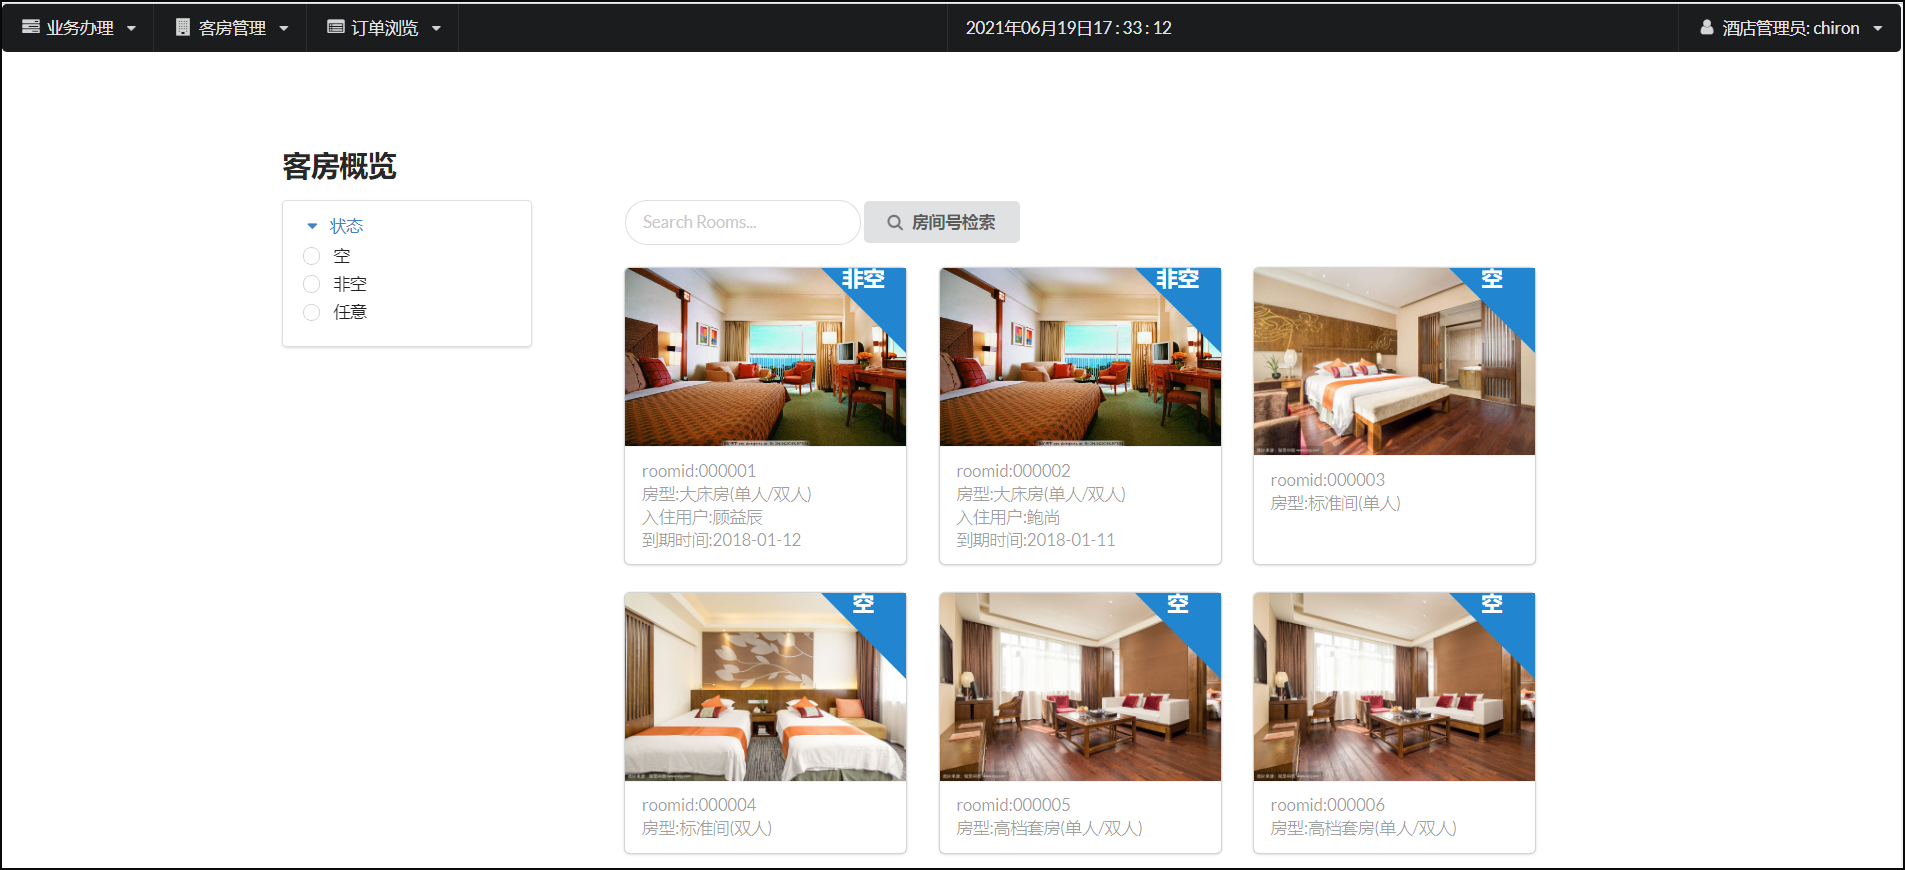 业务办理 客房管理 订单浏览 2021年06月19日17 : 33 : 12 酒店管理员: chiron
客房概览
状态
空
非空
任意
Search Rooms... 房间号检索
非空
roomid:000001
房型:大床房(单人/双人)
入住用户:顾益辰
到期时间:2018-01-12
非空
roomid:000002
房型:大床房(单人/双人)
入住用户:鲍尚
到期时间:2018-01-11
空
roomid:000003
房型:标准间(单人)
空
roomid:000004
房型:标准间(双人)
空
roomid:000005
房型:高档套房(单人/双人)
空
roomid:000006
房型:高档套房(单人/双人)